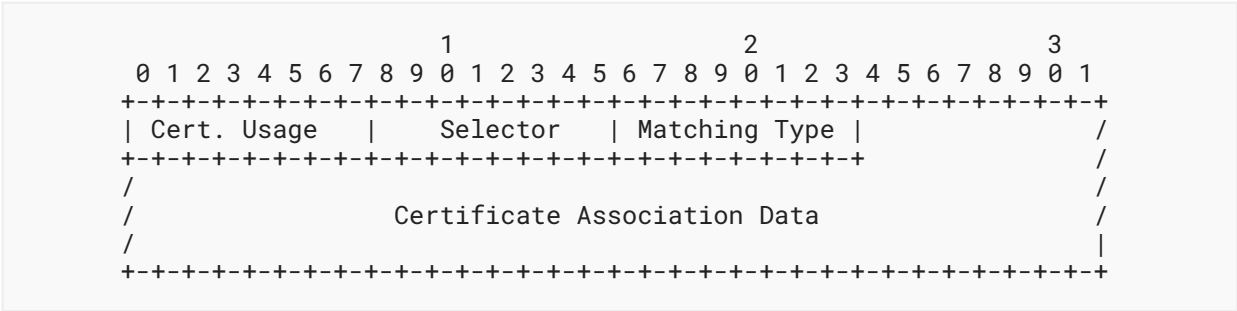 1                   2                   3
 0 1 2 3 4 5 6 7 8 9 0 1 2 3 4 5 6 7 8 9 0 1 2 3 4 5 6 7 8 9 0 1
+-+-+-+-+-+-+-+-+-+-+-+-+-+-+-+-+-+-+-+-+-+-+-+-+-+-+-+-+-+-+-+-+
| Cert. Usage   |    Selector   | Matching Type |               /
+-+-+-+-+-+-+-+-+-+-+-+-+-+-+-+-+-+-+-+-+-+-+-+-+               /
/                                                               /
/                 Certificate Association Data                  /
/                                                               |
+-+-+-+-+-+-+-+-+-+-+-+-+-+-+-+-+-+-+-+-+-+-+-+-+-+-+-+-+-+-+-+-+